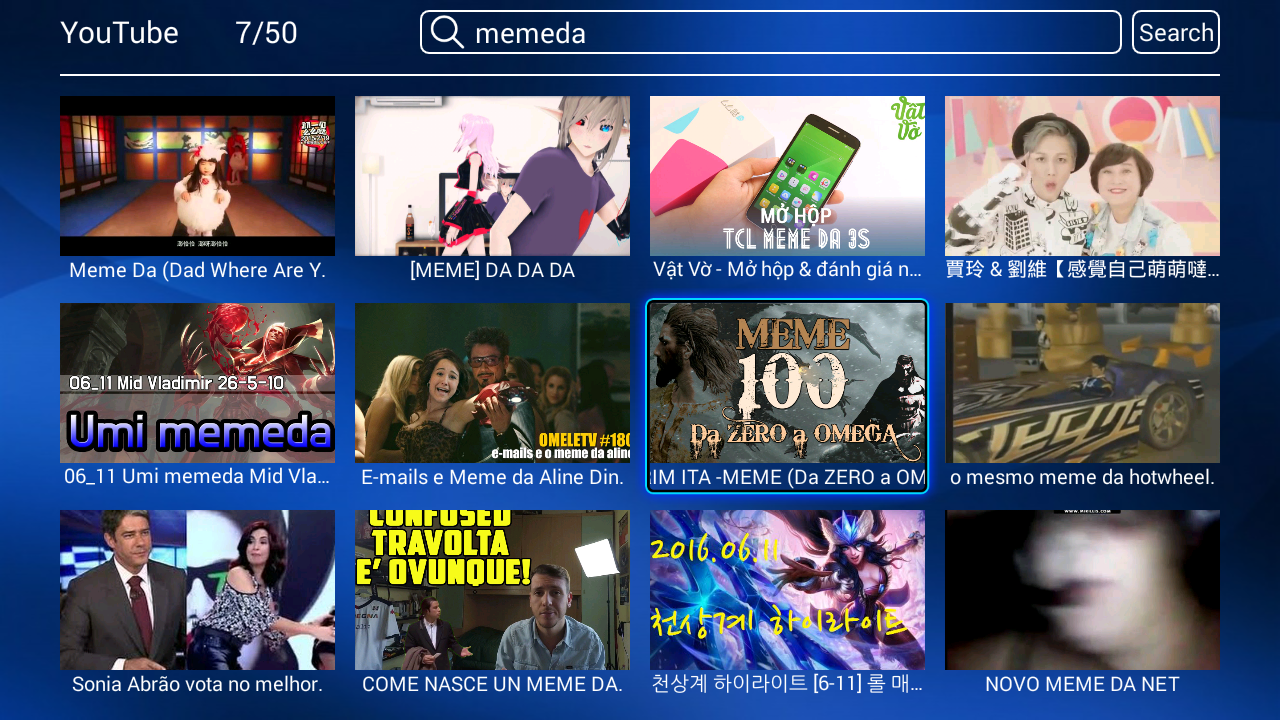 YouTube 7/50 memeda Search
MỞ HỘP
TCL MEME DA 3S
Vật Vờ
Meme Da (Dad Where Are Y.
[MEME] DA DA DA
Vật Vờ - Mở hộp & đánh giá n...
賈玲 & 劉維【感覺自己萌萌噠...
06_11 Mid Vladimir 26-5-10
Umi memeda
OMELETV #180
e-mails e o meme da aline
MEME
100
Da ZERO a OMEGA
06_11 Umi memeda Mid Vla...
E-mails e Meme da Aline Din.
RIM ITA -MEME (Da ZERO a OM
o mesmo meme da hotwheel.
CONFUSED
TRAVOLTA
E' OVUNQUE!
2016.06.11
천상계 하이라이트
WWW.MIRILLIS.COM
Sonia Abrão vota no melhor.
COME NASCE UN MEME DA.
천상계 하이라이트 [6-11] 롤 매...
NOVO MEME DA NET